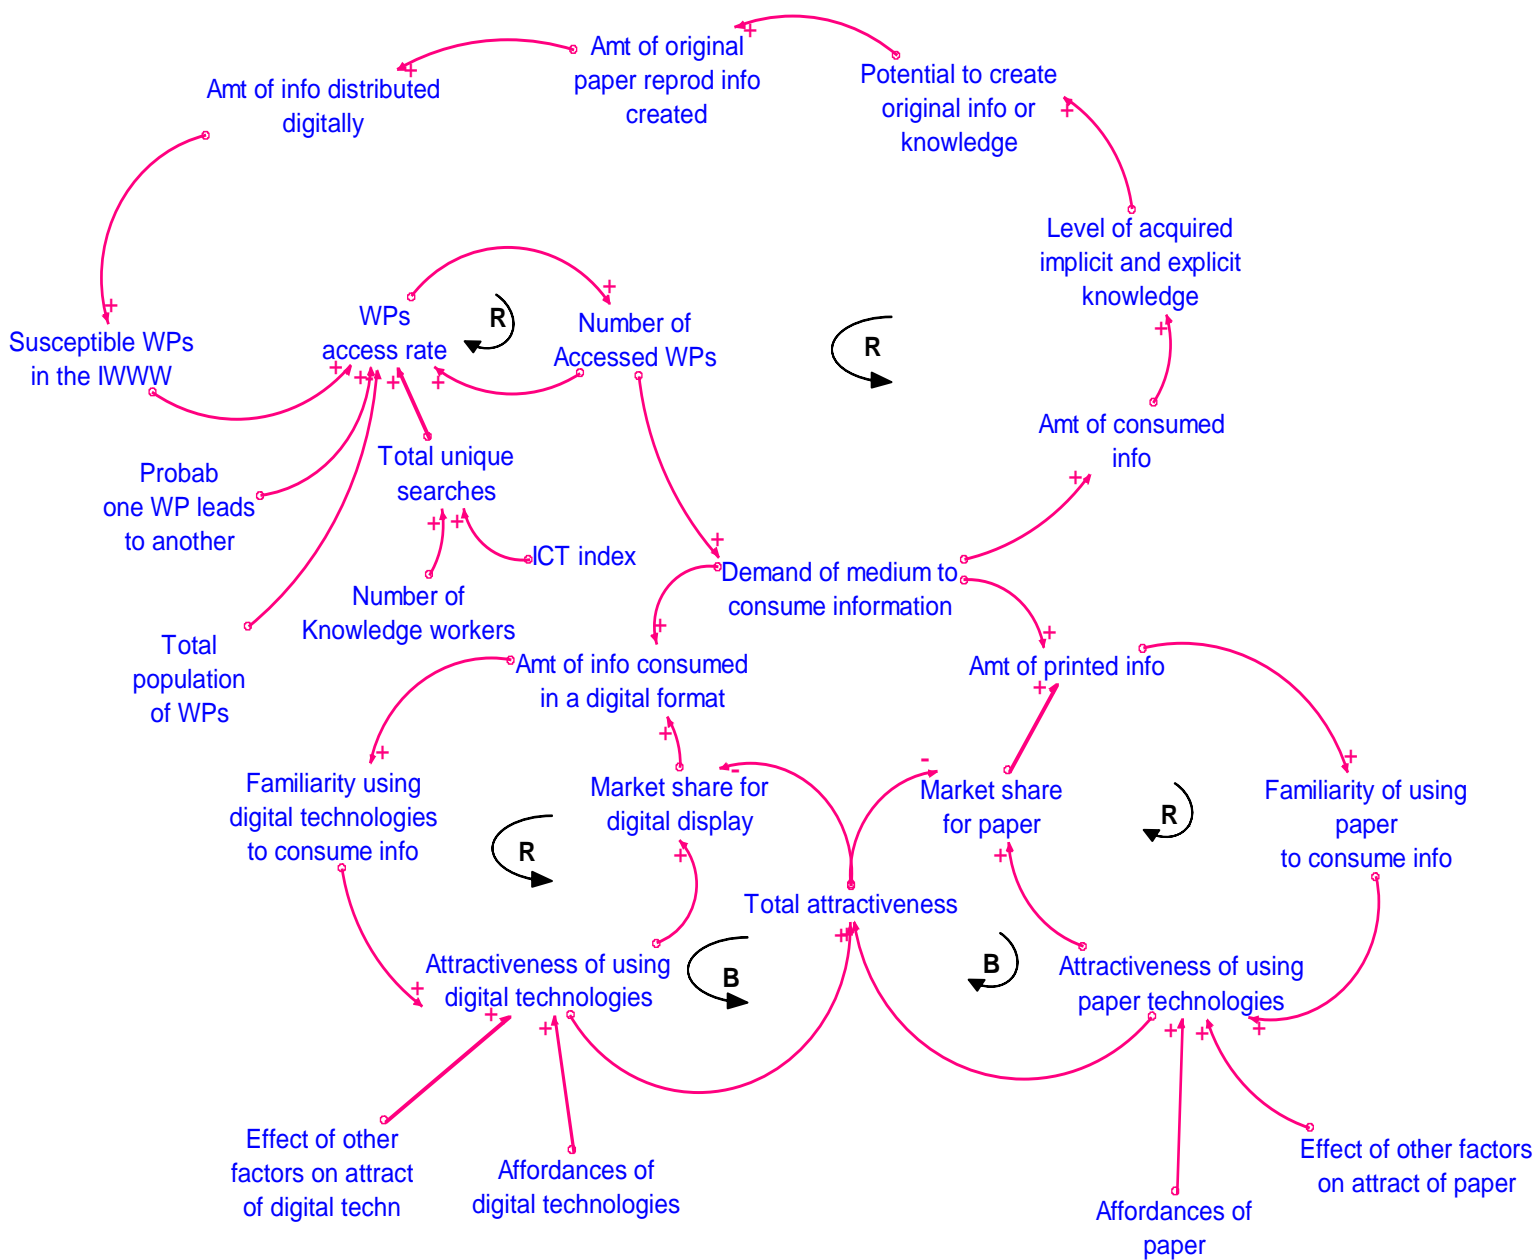 Amt of original
paper reprod info
created
Potential to create
original info or
knowledge
Amt of info distributed
digitally
Level of acquired
implicit and explicit
knowledge
Susceptible WPs
in the IWWW
WPs
access rate
R
Number of
Accessed WPs
R
Amt of consumed
info
Probab
one WP leads
to another
Total unique
searches
ICT index
Number of
Knowledge workers
Demand of medium to
consume information
Total
population
of WPs
Amt of info consumed
in a digital format
Amt of printed info
Familiarity using
digital technologies
to consume info
R
Market share for
digital display
Market share
for paper
R
Familiarity of using
paper
to consume info
Total attractiveness
Attractiveness of using
digital technologies
B
B
Attractiveness of using
paper technologies
Effect of other
factors on attract
of digital techn
Affordances of
digital technologies
Affordances of
paper
Effect of other factors
on attract of paper